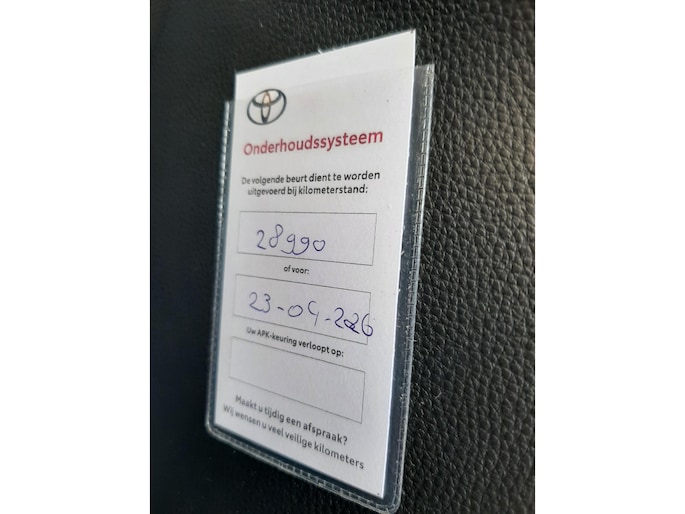 Onderhoudssysteem
De volgende beurt dient te worden
uitgevoerd bij kilometerstand:
28990
of voor:
23-04-2026
Uw APK-keuring verloopt op:
Maakt u tijdig een afspraak?
Wij wensen u veel veilige kilometers